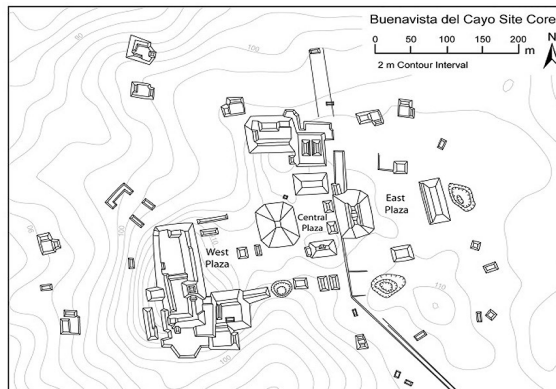 Buenavista del Cayo Site Core
0 50 100 150 200
m
N
2 m Contour Interval
100
East
Plaza
Central
Plaza
West
Plaza
100
110
100